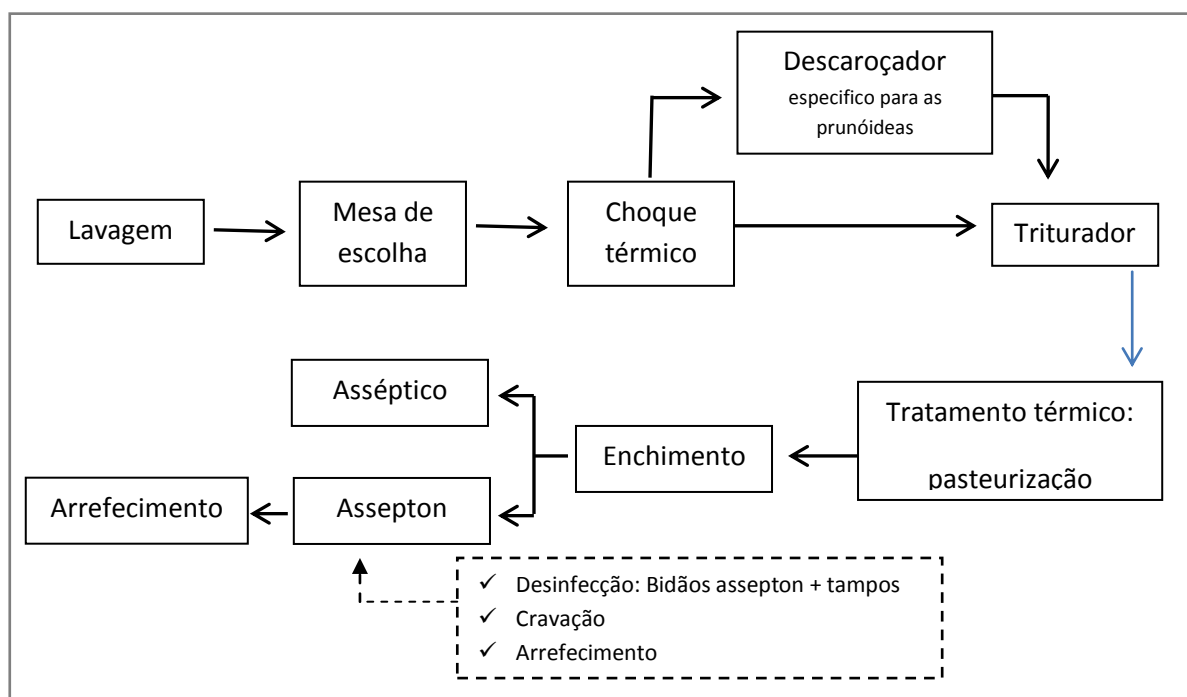 Descaroçador
especifico para as
prunóideas
Lavagem
Mesa de
escolha
Choque
térmico
Triturador
Tratamento térmico:
pasteurização
Enchimento
Asséptico
Assepton
Arrefecimento
✓ Desinfecção: Bidãos assepton + tampos
✓ Cravação
✓ Arrefecimento